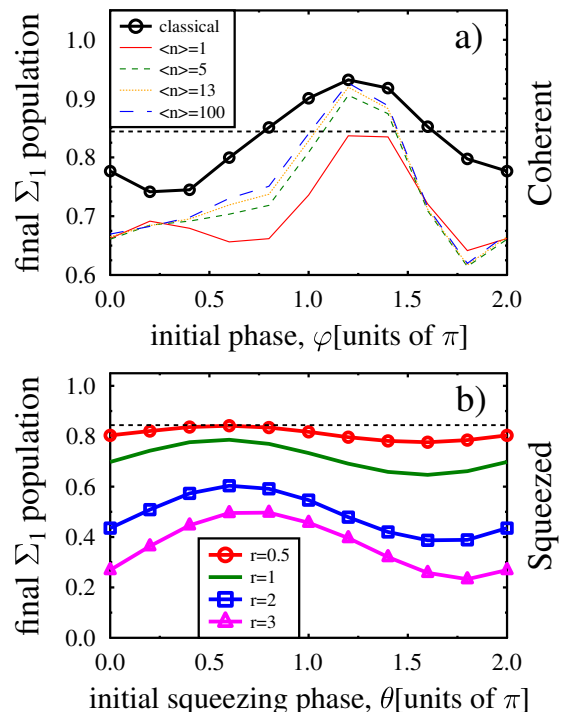 a)
classical
<n>=1
<n>=5
<n>=13
<n>=100
1.0
0.9
0.8
0.7
0.6
final Σ₁ population
Coherent
0.0 0.5 1.0 1.5 2.0
initial phase, φ[units of π]
b)
1.0
0.8
0.6
0.4
0.2
0.0
final Σ₁ population
Squeezed
r=0.5
r=1
r=2
r=3
0.0 0.5 1.0 1.5 2.0
initial squeezing phase, θ[units of π]